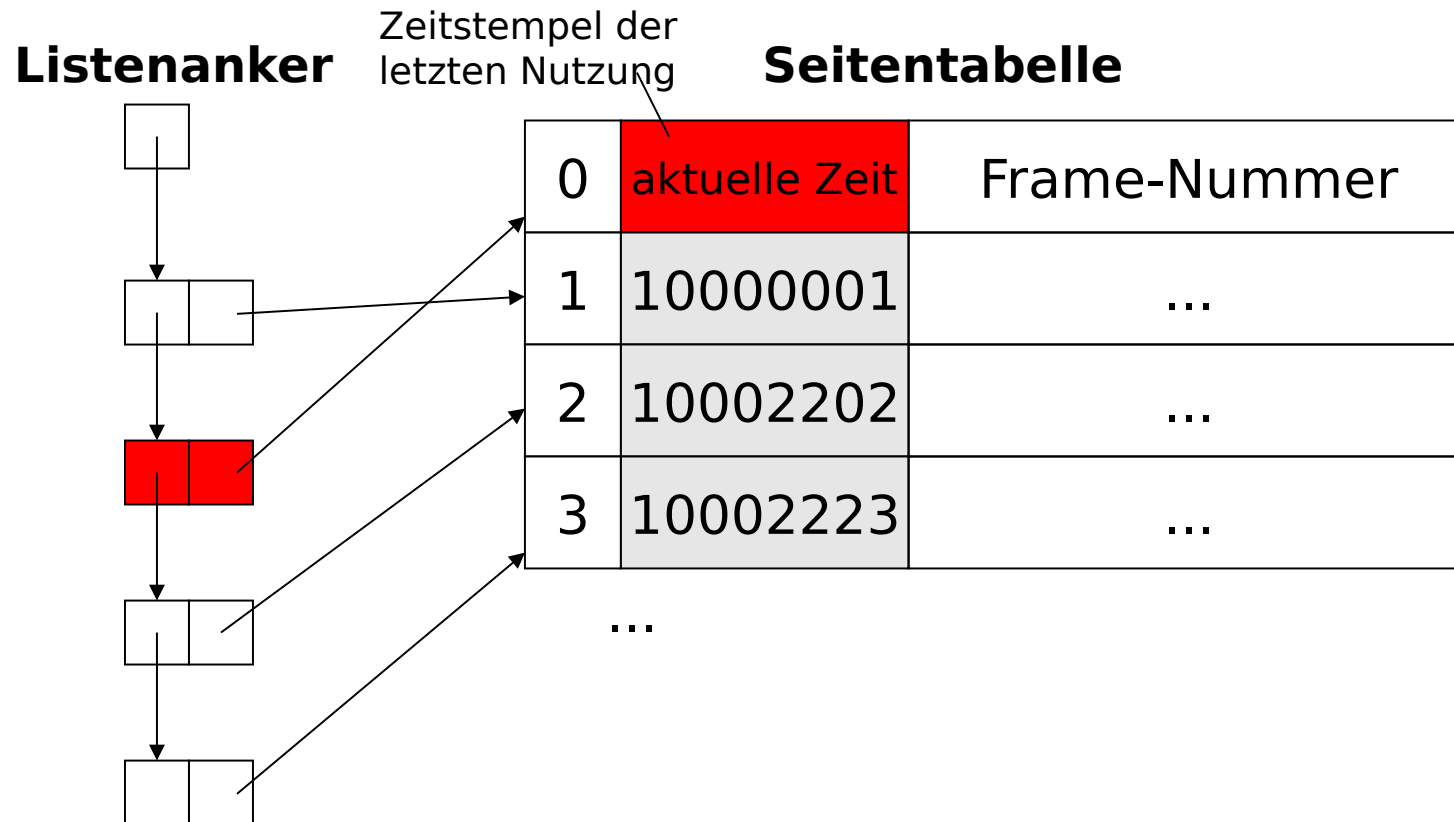 Zeitstempel der
letzten Nutzung
Listenanker
Seitentabelle
0 aktuelle Zeit Frame-Nummer
1 10000001 ...
2 10002202 ...
3 10002223 ...
...